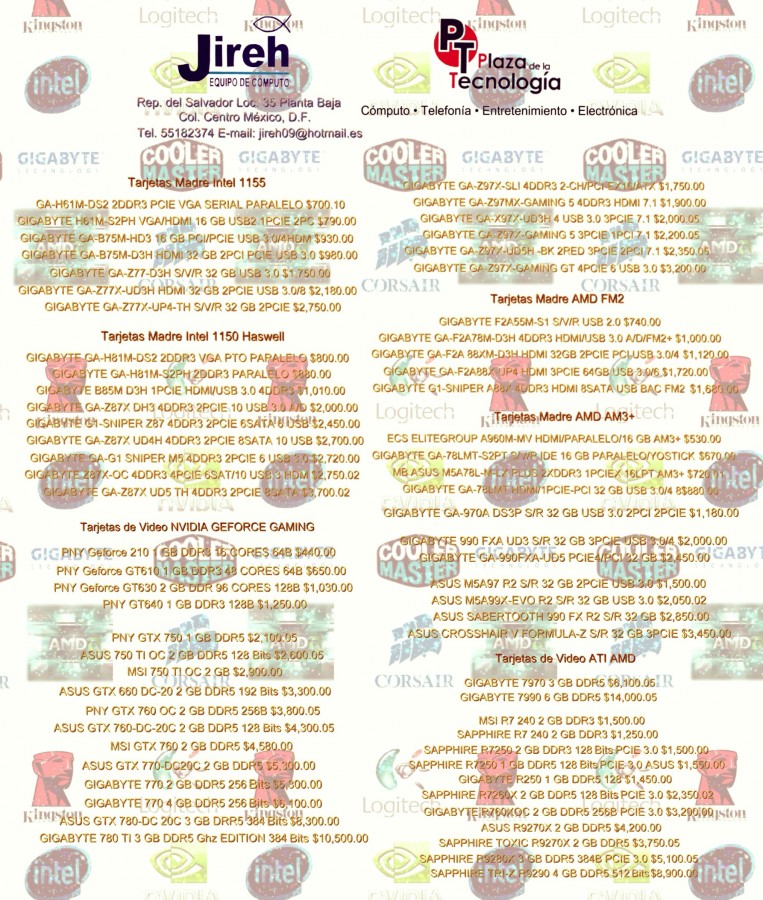 Jireh
EQUIPO DE CÓMPUTO
Rep. del Salvador Loc. 35 Planta Baja
Col. Centro México, D.F.
Tel. 55182374 E-mail: jireh09@hotmail.es
PT Plaza de la
Tecnología
Cómputo • Telefonía • Entretenimiento • Electrónica
Tarjetas Madre Intel 1155
GA-H61M-DS2 2DDR3 PCIE VGA SERIAL PARALELO $700.10
GIGABYTE H61M-S2PH VGA/HDMI 16 GB USB2 1PCIE 2PC $790.00
GIGABYTE GA-B75M-HD3 16 GB PCI/PCIE USB 3.0/4HDM $930.00
GIGABYTE GA-B75M-D3H HDMI 32 GB 2PCI PCIE USB 3.0 $980.00
GIGABYTE GA-Z77-D3H S/V/R 32 GB USB 3.0 $1.750.00
GIGABYTE GA-Z77X-UD3H HDMI 32 GB 2PCIE USB 3.0/8 $2,180.00
GIGABYTE GA-Z77X-UP4-TH S/V/R 32 GB 2PCIE $2,750.00
Tarjetas Madre Intel 1150 Haswell
GIGABYTE GA-H81M-DS2 2DDR3 VGA PTO PARALELO $800.00
GIGABYTE GA-H81M-S2PH 2DDR3 PARALELO $880.00
GIGABYTE B85M D3H 1PCIE HDMI/USB 3.0 4DDR3 $1,010.00
GIGABYTE GA-Z87X DH3 4DDR3 2PCIE 10 USB 3.0 A/D $2,000.00
GIGABYTE G1-SNIPER Z87 4DDR3 2PCIE 6SATA 0 USB $2,450.00
GIGABYTE GA-Z87X UD4H 4DDR3 2PCIE 8SATA 10 USB $2,700.00
GIGABYTE GA-G1 SNIPER M5 4DDR3 2PCIE 6 USB 3.0 $2,720.00
Z87X-OC 4DDR3 4PCIE 6SAT/10 USB 3 HDM $2,750.02
GIGABYTE GA-Z87X UD5 TH 4DDR3 2PCIE 8SATA $3,700.02
Tarjetas de Video NVIDIA GEFORCE GAMING
PNY Geforce 210 1 GB DDR3 16 CORES 64B $440.00
PNY Geforce GT610 1 GB DDR3 48 CORES 64B $650.00
PNY Geforce GT630 2 GB DDR 96 CORES 128B $1,030.00
PNY GT640 1 GB DDR3 128B $1,250.00
PNY GTX 750 1 GB DDR5 $2,100.05
ASUS 750 TI OC 2 GB DDR5 128 Bits $2,600.05
MSI 750 TI OC 2 GB $2,900.00
ASUS GTX 660 DC-20 2 GB DDR5 192 Bits $3,300.00
PNY GTX 760 OC 2 GB DDR5 256B $3,805.00
ASUS GTX 760-DC-20C 2 GB DDR5 128 Bits $4,305.00
MSI GTX 760 2 GB DDR5 $4,580.00
ASUS GTX 770-DC20C 2 GB DDR5 $5,300.00
GIGABYTE 770 2 GB DDR5 256 Bits
GIGABYTE 770 4 GB DDR5 256 Bits $6,100.00
ASUS GTX 780-DC 20C 3 GB DRR5 384 Bits $8,300.00
GIGABYTE 780 TI 3 GB DDR5 Ghz EDITION 384 Bits $10,500.00
GIGABYTE GA-Z97X-SLI 4DDR3 2-CH/PCI-EX16/ATX $1,750.00
GIGABYTE GA-Z97MX-GAMING 5 4DDR3 HDMI 7.1 $1,900.00
GIGABYTE GA-X97X-UD3H 4 USB 3.0 3PCIE 7.1 $2,000.05
GIGABYTE GA-Z97X-GAMING 5 3PCIE 1PCI 7.1 $2,200.05
GIGABYTE GA-Z97X-UD5H -BK 2RED 3PCIE 2PCI 7.1 $2,350.05
GIGABYTE GA-Z97X-GAMING GT 4PCIE 6 USB 3.0 $3,200.00
Tarjetas Madre AMD FM2
GIGABYTE F2A55M-S1 S/V/R USB 2.0 $740.00
GIGABYTE GA-F2A78M-D3H 4DDR3 HDMI/USB 3.0 A/D/FM2+ $1,000.00
GIGABYTE GA-F2A 88XM-D3H HDMI 32GB 2PCIE PCI USB 3.0/4 $1,120.00
GIGABYTE GA-F2A88X-UP4 HDMI 3PCIE 64GB USB 3.0/6 $1,720.00
GIGABYTE G1-SNIPER A88X 4DDR3 HDMI 8SATA USB BAC FM2 $1,680.00
Tarjetas Madre AMD AM3+
ECS ELITEGROUP A960M-MV HDMI/PARALELO/16 GB AM3+ $530.00
GIGABYTE GA-78LMT-S2PT S/V/R/IDE 16 GB PARALELO/YOSTICK $670.00
MB ASUS M5A78L-M-LX PLUS 2XDDR3 1PCIEX 16LPT AM3+
GIGABYTE GA-78LMT HDMI/1PCIE-PCI 32 GB USB 3.0/4 8$880.00
GIGABYTE GA-970A DS3P S/R 32 GB USB 3.0 2PCI 2PCIE $1,180.00
GIGABYTE 990 FXA UD3 S/R 32 GB 3PCIE USB 3.0/4 $2,000.00
GIGABYTE GA-990FXA-UD5 PCIE4/PCI 32 GB $2,450.00
ASUS M5A97 R2 S/R 32 GB 2PCIE USB 3.0 $1,500.00
ASUS M5A99X-EVO R2 S/R 32 GB USB 3.0 $2,050.02
ASUS SABERTOOTH 990 FX R2 S/R 32 GB $2,850.00
ASUS CROSSHAIR V FORMULA-Z S/R 32 GB 3PCIE $3,450.00
Tarjetas de Video ATI AMD
GIGABYTE 7970 3 GB DDR5 $6,100.05
GIGABYTE 7990 6 GB DDR5 $14,000.05
MSI R7 240 2 GB DDR3 $1,500.00
SAPPHIRE R7 240 2 GB DDR3 $1,250.00
SAPPHIRE R7250 2 GB DDR3 128 Bits PCIE 3.0 $1,500.00
SAPPHIRE R7250 1 GB DDR5 128 Bits PCIE 3.0 ASUS $1,550.00
GIGABYTE R250 1 GB DDR5 128 $1,450.00
SAPPHIRE R7260X 2 GB DDR5 128 Bits PCIE 3.0 $2,350.02
GIGABYTE R7260XOC 2 GB DDR5 256B PCIE 3.0 $3,200.00
ASUS R9270X 2 GB DDR5 $4,200.00
SAPPHIRE TOXIC R9270X 2 GB DDR5 $3,750.05
SAPPHIRE R9280X 3 GB DDR5 384B PCIE 3.0 $5,100.05
SAPPHIRE TRI-Z R9290 4 GB DDR5.512 Bits $8,900.00